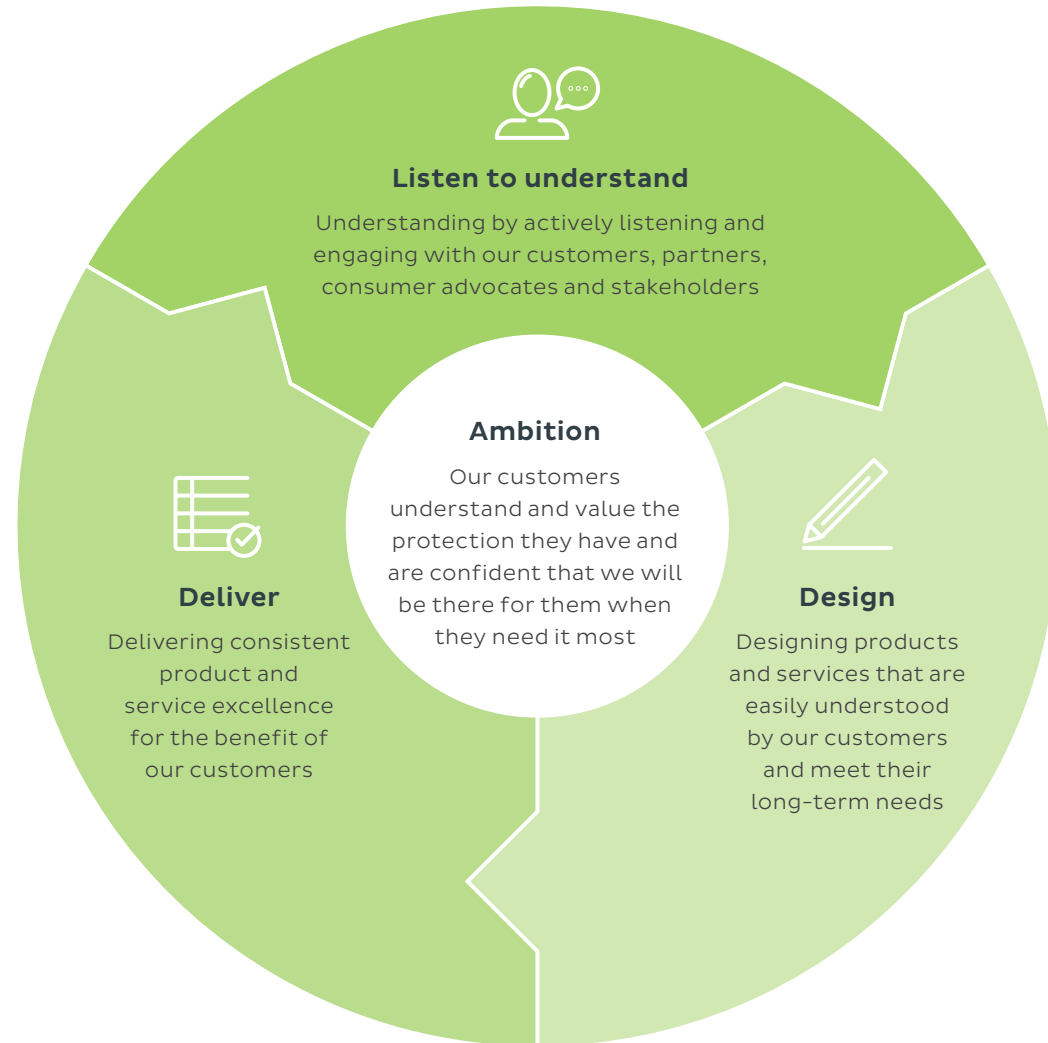 Listen to understand
Understanding by actively listening and
engaging with our customers, partners,
consumer advocates and stakeholders
Ambition
Our customers
understand and value the
protection they have and
are confident that we will
be there for them when
they need it most
Design
Designing products
and services that are
easily understood
by our customers
and meet their
long-term needs
Deliver
Delivering consistent
product and
service excellence
for the benefit of
our customers